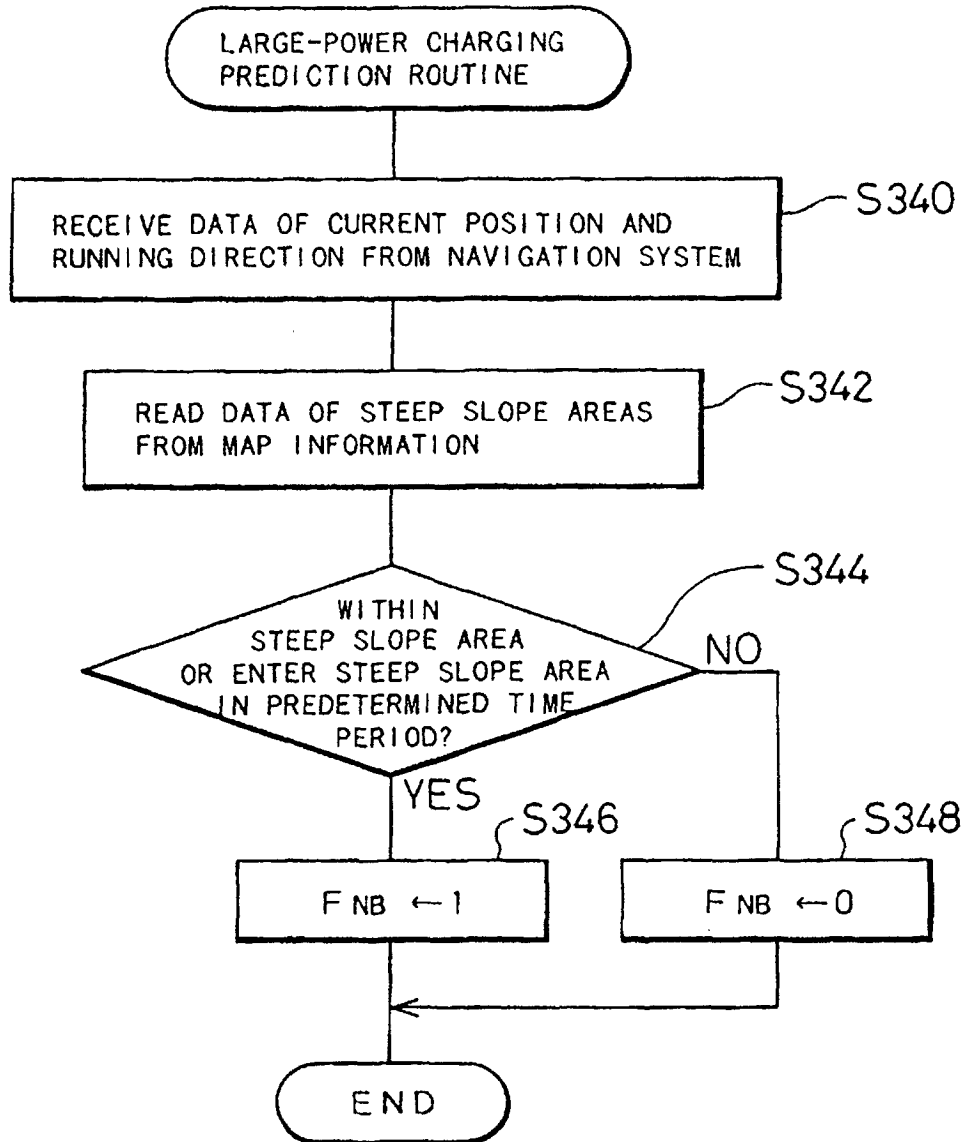 LARGE-POWER CHARGING
PREDICTION ROUTINE
S340
RECEIVE DATA OF CURRENT POSITION AND
RUNNING DIRECTION FROM NAVIGATION SYSTEM
S342
READ DATA OF STEEP SLOPE AREAS
FROM MAP INFORMATION
S344
WITHIN
STEEP SLOPE AREA
OR ENTER STEEP SLOPE AREA
IN PREDETERMINED TIME
PERIOD?
NO
YES
S346
S348
F NB ←1
F NB ←0
END